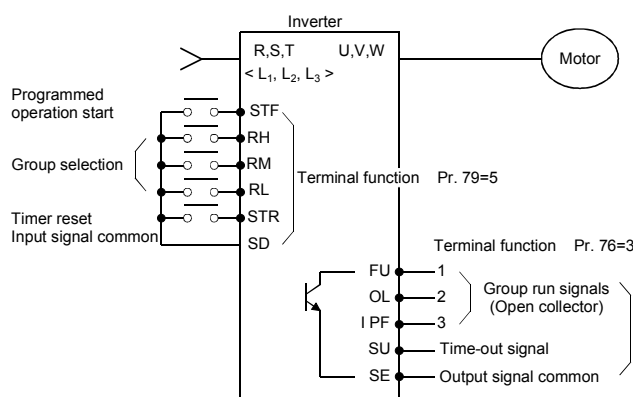 Inverter
R,S,T
U,V,W
Motor
< L1, L2, L3 >
Programmed
operation start
STF
RH
Group selection
RM
Terminal function Pr. 79=5
RL
Timer reset
STR
Input signal common
SD
Terminal function Pr. 76=3
FU
1
Group run signals
(Open collector)
OL
2
I PF
3
SU
Time-out signal
SE
Output signal common